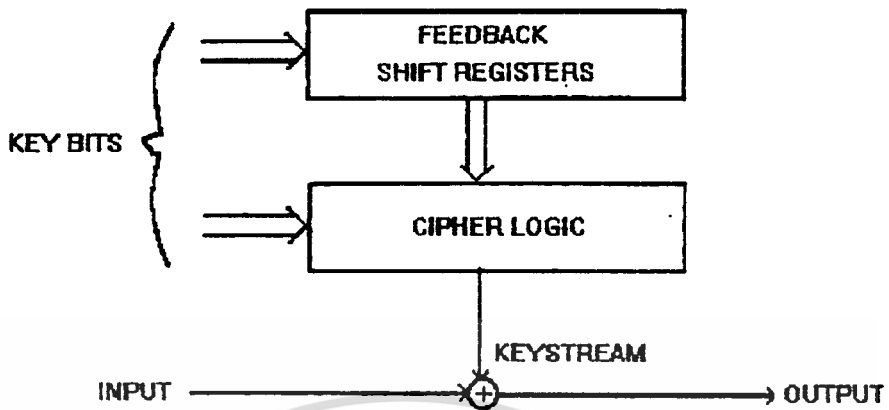 FEEDBACK
SHIFT REGISTERS
KEY BITS
CIPHER LOGIC
KEYSTREAM
INPUT
+
OUTPUT